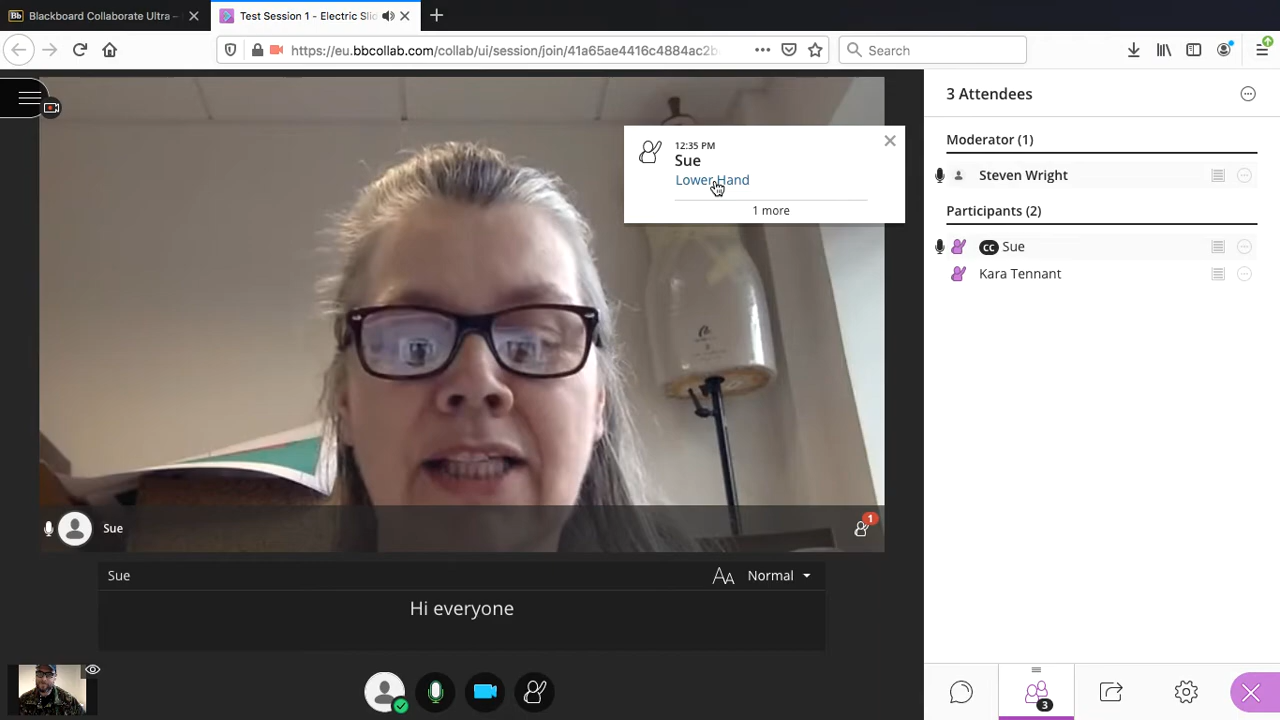 Blackboard Collaborate Ultra –
Test Session 1 - Electric Slid
https://eu.bbcollab.com/collab/ui/session/join/41a65ae4416c4884ac2b
Search
12:35 PM
Sue
Lower Hand
1 more
3 Attendees
Moderator (1)
Steven Wright
Participants (2)
CC Sue
Kara Tennant
Sue
1
Sue
AA Normal
Hi everyone
3